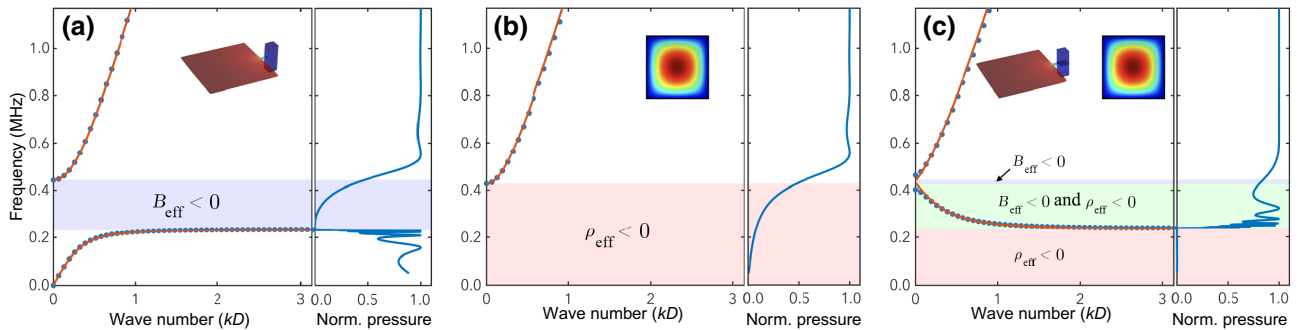 (a)
Frequency (MHz)
1.0
0.8
0.6
0.4
0.2
0.0
B_eff < 0
0 1 2 3
0.0 0.5 1.0
Wave number (kD) Norm. pressure
(b)
1.0
0.8
0.6
0.4
0.2
0.0
ρ_eff < 0
0 1 2 3
0.0 0.5 1.0
Wave number (kD) Norm. pressure
(c)
Frequency (MHz)
1.0
0.8
0.6
0.4
0.2
0.0
B_eff < 0
B_eff < 0 and ρ_eff < 0
ρ_eff < 0
0 1 2 3
0.0 0.5 1.0
Wave number (kD) Norm. pressure